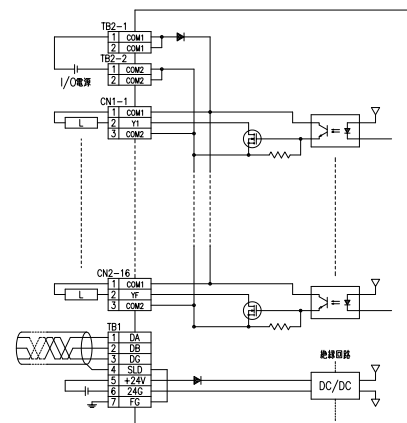 TB2-1
1 COM1
2 COM1
TB2-2
1 COM2
2 COM2
I/O電源
CN1-1
1 COM1
L 2 Y1
3 COM2
CN2-16
1 COM1
L 2 YF
3 COM2
TB1
1 DA
2 DB
3 DG
4 SLD
5 +24V
6 24G
7 FG
絶縁回路
DC/DC